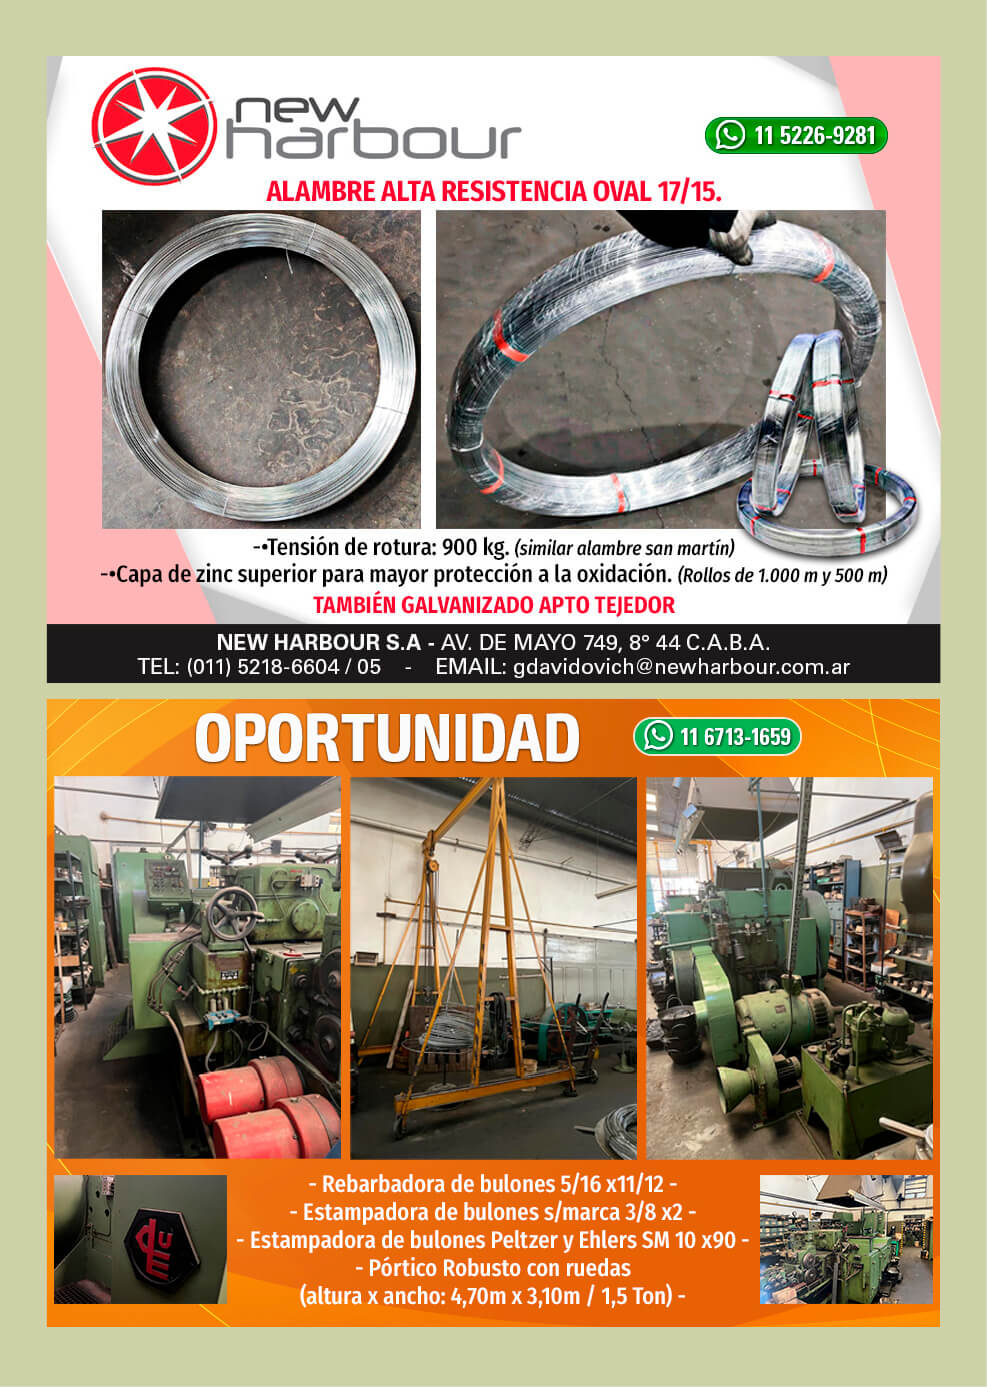 new
harbour
11 5226-9281
ALAMBRE ALTA RESISTENCIA OVAL 17/15.
-•Tensión de rotura: 900 kg. (similar alambre san martín)
-•Capa de zinc superior para mayor protección a la oxidación. (Rollos de 1.000 m y 500 m)
TAMBIÉN GALVANIZADO APTO TEJEDOR
NEW HARBOUR S.A - AV. DE MAYO 749, 8° 44 C.A.B.A.
TEL: (011) 5218-6604 / 05 - EMAIL: gdavidovich@newharbour.com.ar
OPORTUNIDAD
11 6713-1659
- Rebarbadora de bulones 5/16 x11/12 -
- Estampadora de bulones s/marca 3/8 x2 -
- Estampadora de bulones Peltzer y Ehlers SM 10 x90 -
- Pórtico Robusto con ruedas
(altura x ancho: 4,70m x 3,10m / 1,5 Ton) -